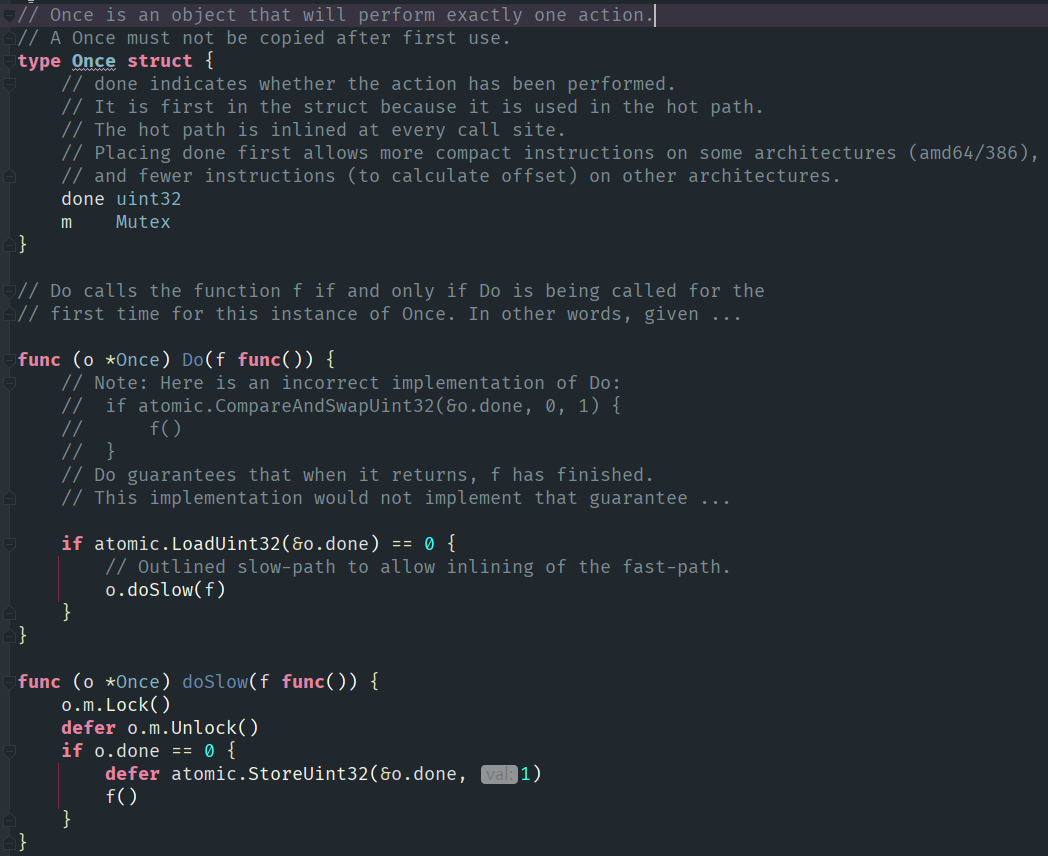 // Once is an object that will perform exactly one action.
// A Once must not be copied after first use.
type Once struct {
    // done indicates whether the action has been performed.
    // It is first in the struct because it is used in the hot path.
    // The hot path is inlined at every call site.
    // Placing done first allows more compact instructions on some architectures (amd64/386),
    // and fewer instructions (to calculate offset) on other architectures.
    done uint32
    m    Mutex
}

// Do calls the function f if and only if Do is being called for the
// first time for this instance of Once. In other words, given ...

func (o *Once) Do(f func()) {
    // Note: Here is an incorrect implementation of Do:
    //  if atomic.CompareAndSwapUint32(&o.done, 0, 1) {
    //      f()
    //  }
    // Do guarantees that when it returns, f has finished.
    // This implementation would not implement that guarantee ...

    if atomic.LoadUint32(&o.done) == 0 {
        // Outlined slow-path to allow inlining of the fast-path.
        o.doSlow(f)
    }
}

func (o *Once) doSlow(f func()) {
    o.m.Lock()
    defer o.m.Unlock()
    if o.done == 0 {
        defer atomic.StoreUint32(&o.done, val: 1)
        f()
    }
}